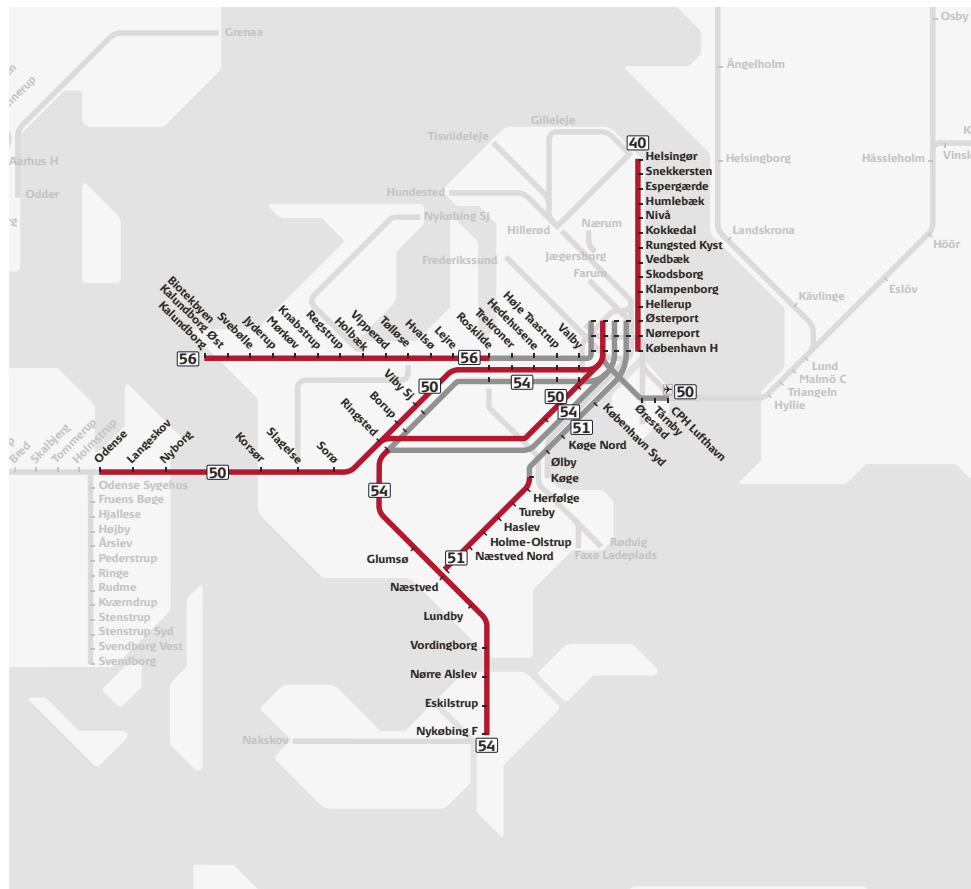 Osby
Grenaa
Ängelholm
Gilleleje
Tisvildeleje
40
Helsingør
Snekkersten
Espergærde
Humlebæk
Nivå
Kokkedal
Rungsted Kyst
Vedbæk
Skodsborg
Klampenborg
Hellerup
Østerport
Nørreport
København H
Helsingborg
Hässleholm
Aarhus H
Odder
Hundested
Nykøbing Sj
Nærum
Hillerød
Jægersborg
Frederikssund
Farum
Landskrona
Höör
Eslöv
Kävlinge
Lund
Malmö C
Triangeln
Hyllie
56
Kalundborg
Kalundborg Øst
Biotekbyen
Svebølle
Jyderup
Mørkøv
Knabstrup
Regstrup
Holbæk
Vipperød
Tølløse
Hvalsø
Lejre
Roskilde
Trekroner
Hedehusene
Høje Taastrup
Valby
56
50
54
50
54
51
50
Viby Sj
Borup
Ringsted
CPH Lufthavn
Tårnby
Ørestad
København Syd
Køge Nord
Ølby
Køge
Herfølge
Tureby
Haslev
Holme-Olstrup
Næstved Nord
51
Rødvig
Faxe Ladeplads
Bred
Skalbjerg
Tommerup
Holmstrup
Odense
Langeskov
Nyborg
50
Korsør
Slagelse
Sorø
54
Odense Sygehus
Fruens Bøge
Hjallese
Højby
Årslev
Pederstrup
Ringe
Rudme
Kværndrup
Stenstrup
Stenstrup Syd
Svendborg Vest
Svendborg
Glumsø
Næstved
Lundby
Vordingborg
Nørre Alslev
Eskilstrup
Nykøbing F
54
Nakskov